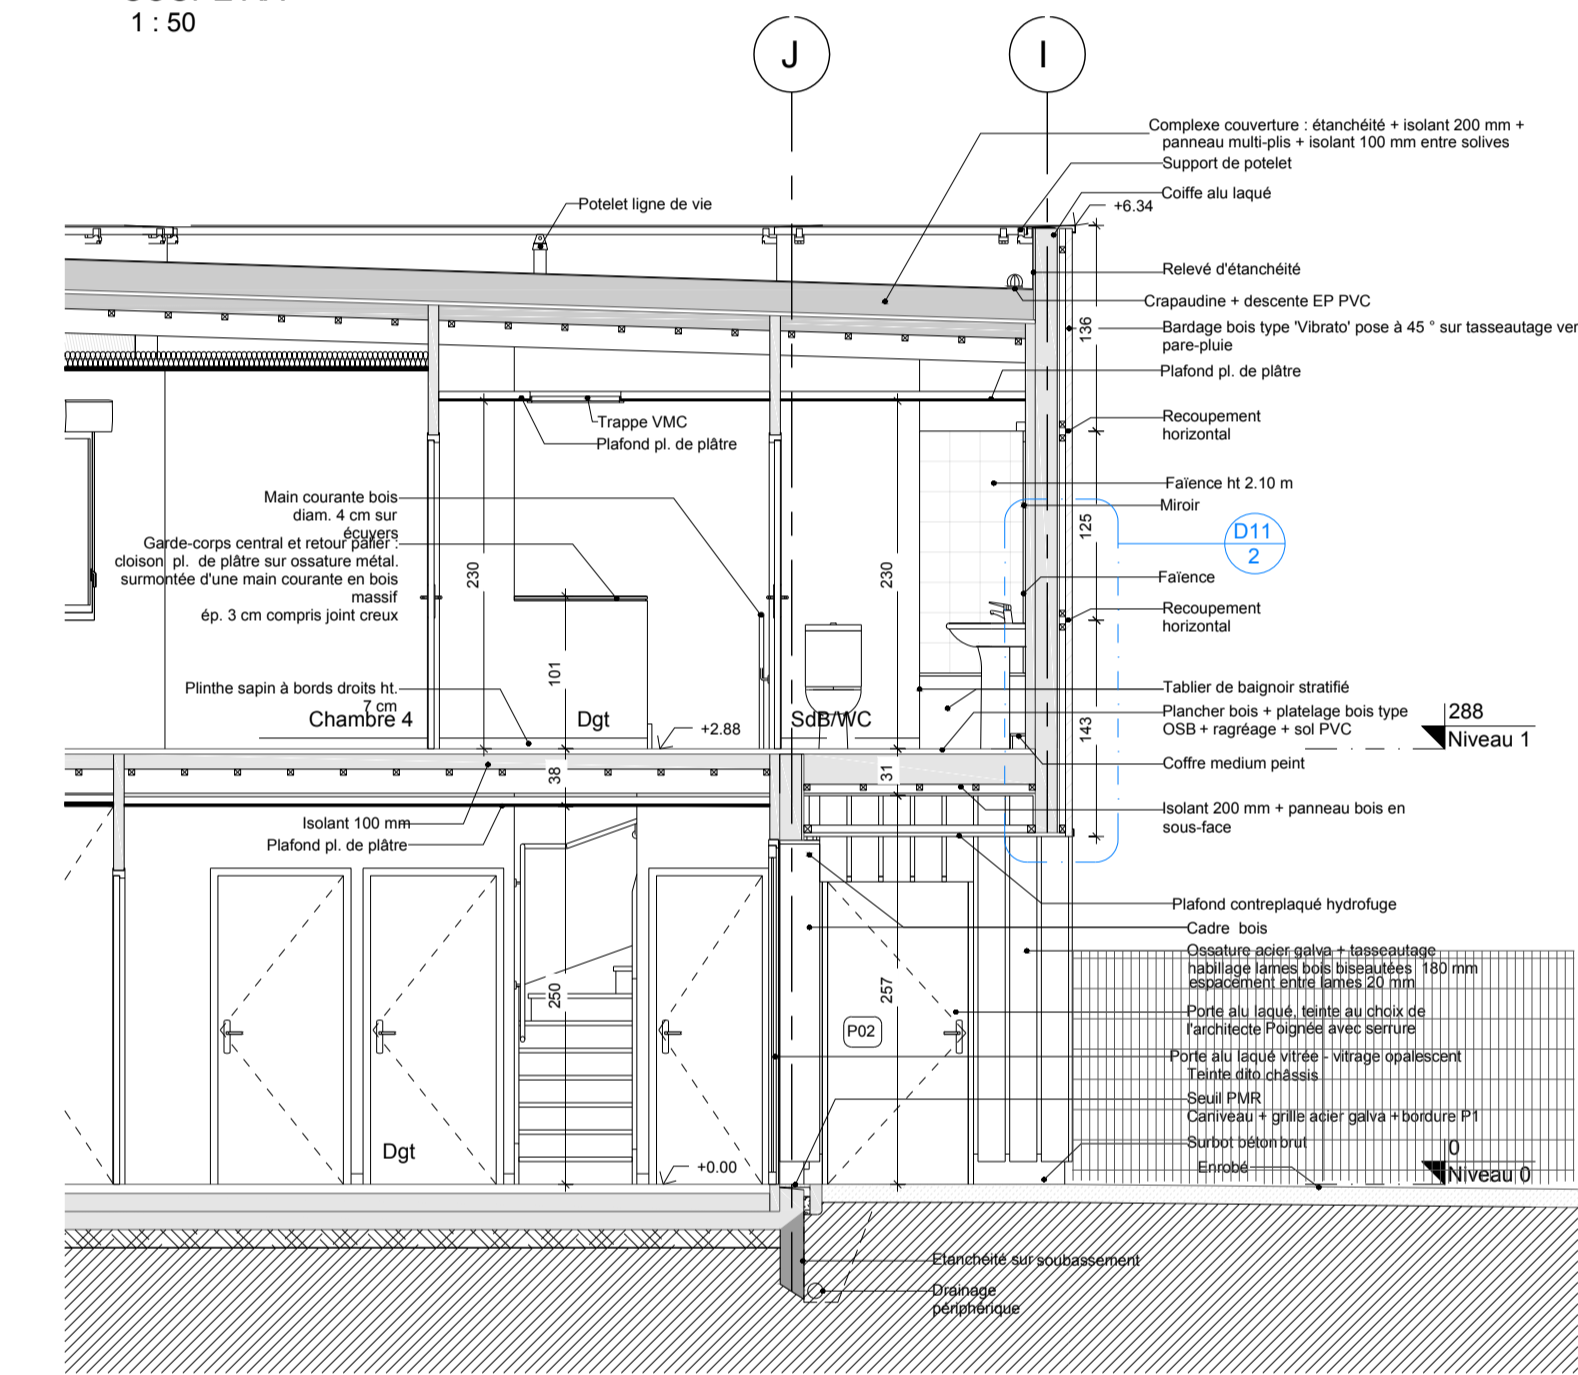 1 : 50
J
I
Complexe couverture : étanchéité + isolant 200 mm +
panneau multi-plis + isolant 100 mm entre solives
Support de potelet
Coiffe alu laqué
+6.34
Potelet ligne de vie
Relevé d'étanchéité
Crapaudine + descente EP PVC
Bardage bois type 'Vibrato' pose à 45 ° sur tasseautage ver
pare-pluie
136
Plafond pl. de plâtre
Trappe VMC
Plafond pl. de plâtre
Recoupement
horizontal
Faïence ht 2.10 m
Miroir
Main courante bois
diam. 4 cm sur
écuyers
Garde-corps central et retour palier :
cloison pl. de plâtre sur ossature métal.
surmontée d'une main courante en bois
massif
ép. 3 cm compris joint creux
230
230
125
D11
2
Faïence
Recoupement
horizontal
101
Plinthe sapin à bords droits ht.
7 cm
Chambre 4
Dgt
SdB/WC
+2.88
143
Tablier de baignoir stratifié
Plancher bois + platelage bois type
OSB + ragréage + sol PVC
288
Niveau 1
38
31
Coffre medium peint
Isolant 200 mm + panneau bois en
sous-face
Isolant 100 mm
Plafond pl. de plâtre
Plafond contreplaqué hydrofuge
Cadre bois
Ossature acier galva + tasseautage
habillage lames bois biseautées 180 mm
espacement entre lames 20 mm
250
257
P02
Porte alu laqué, teinte au choix de
l'architecte Poignée avec serrure
Porte alu laqué vitrée - vitrage opalescent
Teinte dito châssis
Seuil PMR
Caniveau + grille acier galva + bordure P1
Surbot béton brut
Enrobé
0
Niveau 0
Dgt
+0.00
Etanchéité sur soubassement
Drainage
périphérique